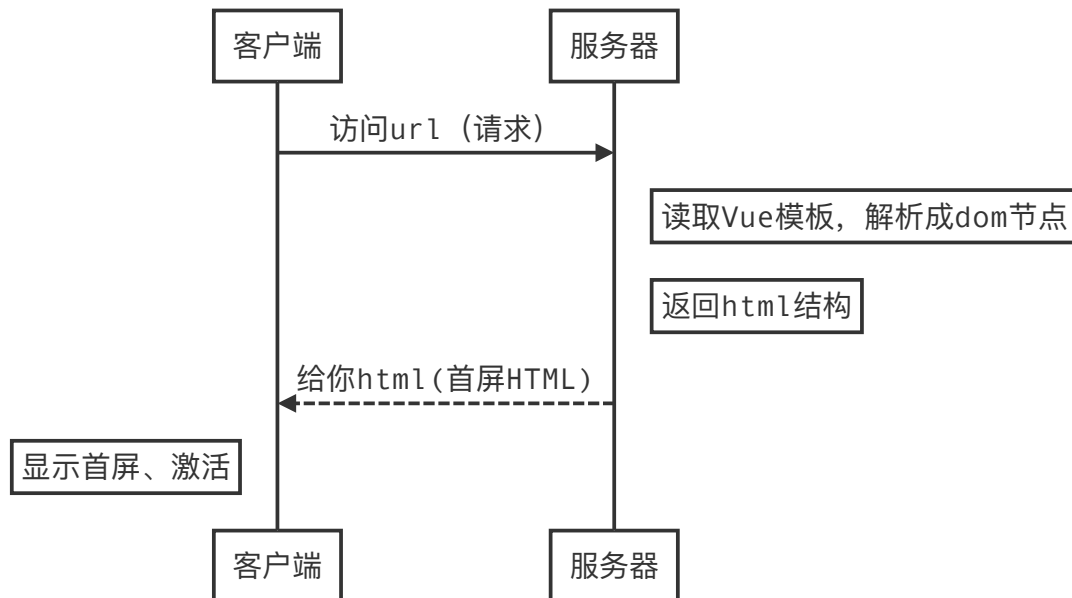 客户端
服务器
访问url（请求）
读取Vue模板，解析成dom节点
返回html结构
给你html(首屏HTML)
显示首屏、激活
客户端
服务器